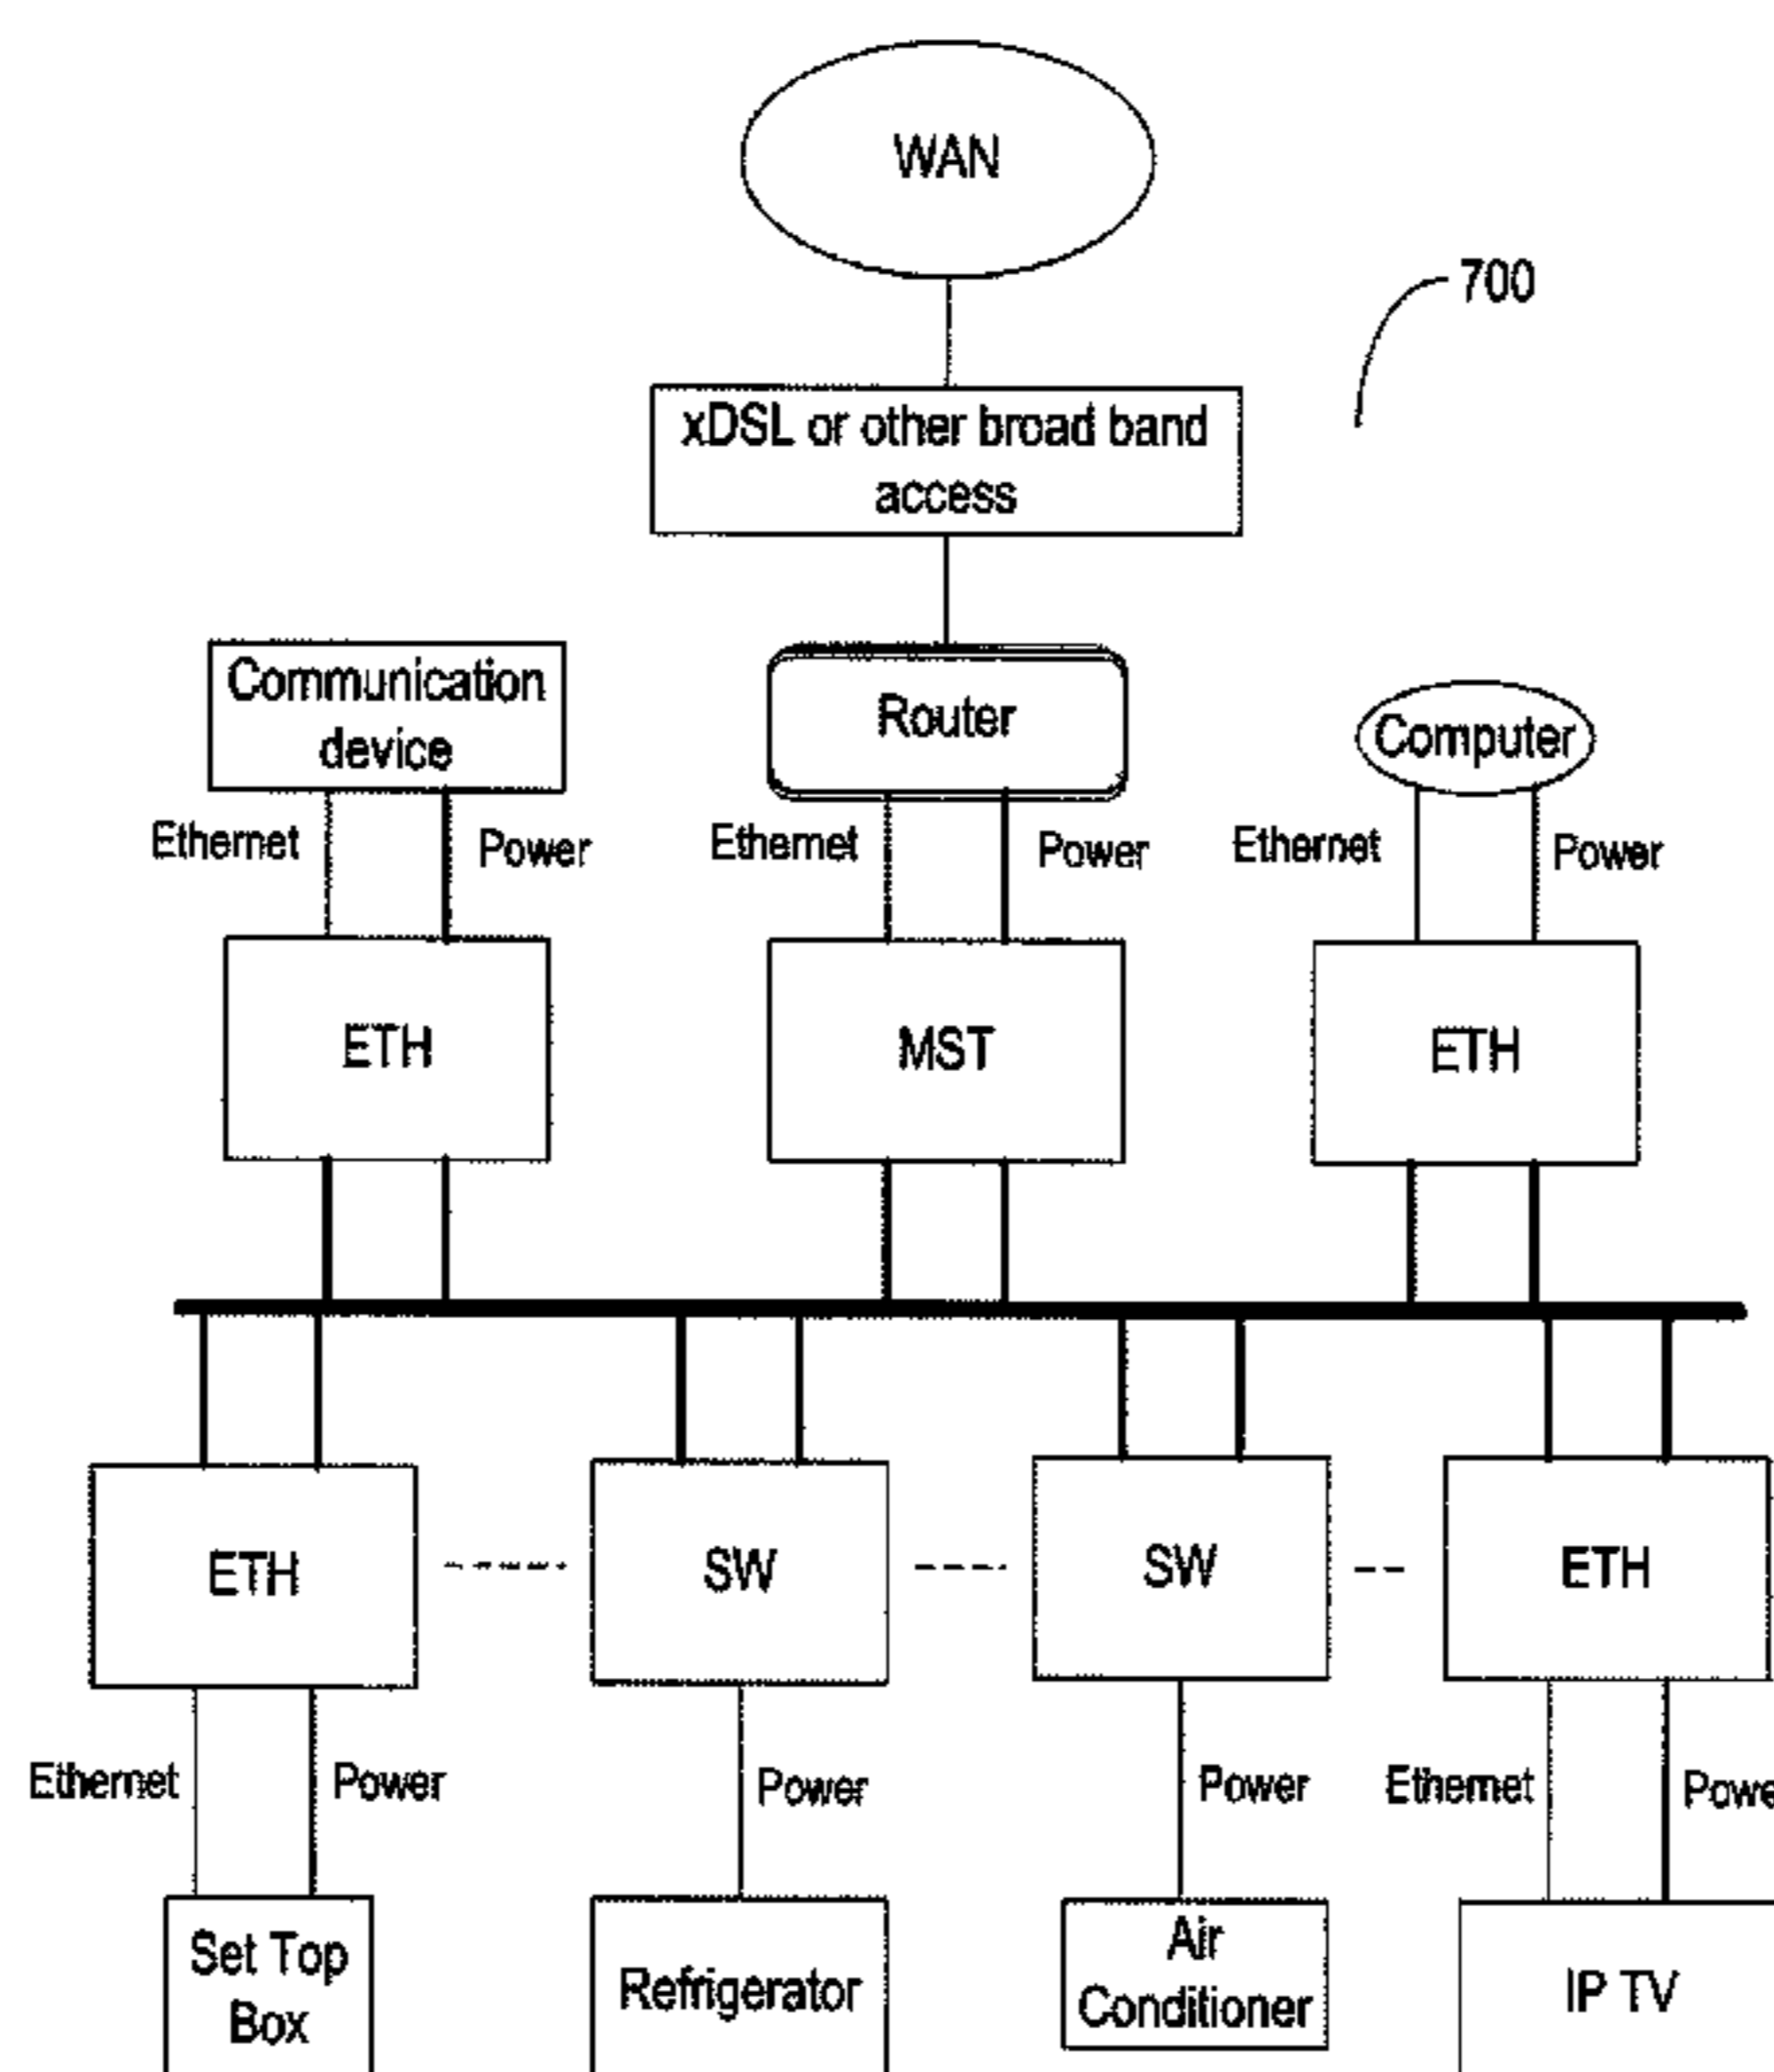 WAN
700
xDSL or other broad band
access
Communication
device
Router
Computer
Ethernet
Power
Ethernet
Power
Ethernet
Power
ETH
MST
ETH
ETH
SW
SW
ETH
Ethernet
Power
Power
Power
Ethernet
Powe
Set Top
Box
Refrigerator
Air
Conditioner
IP TV